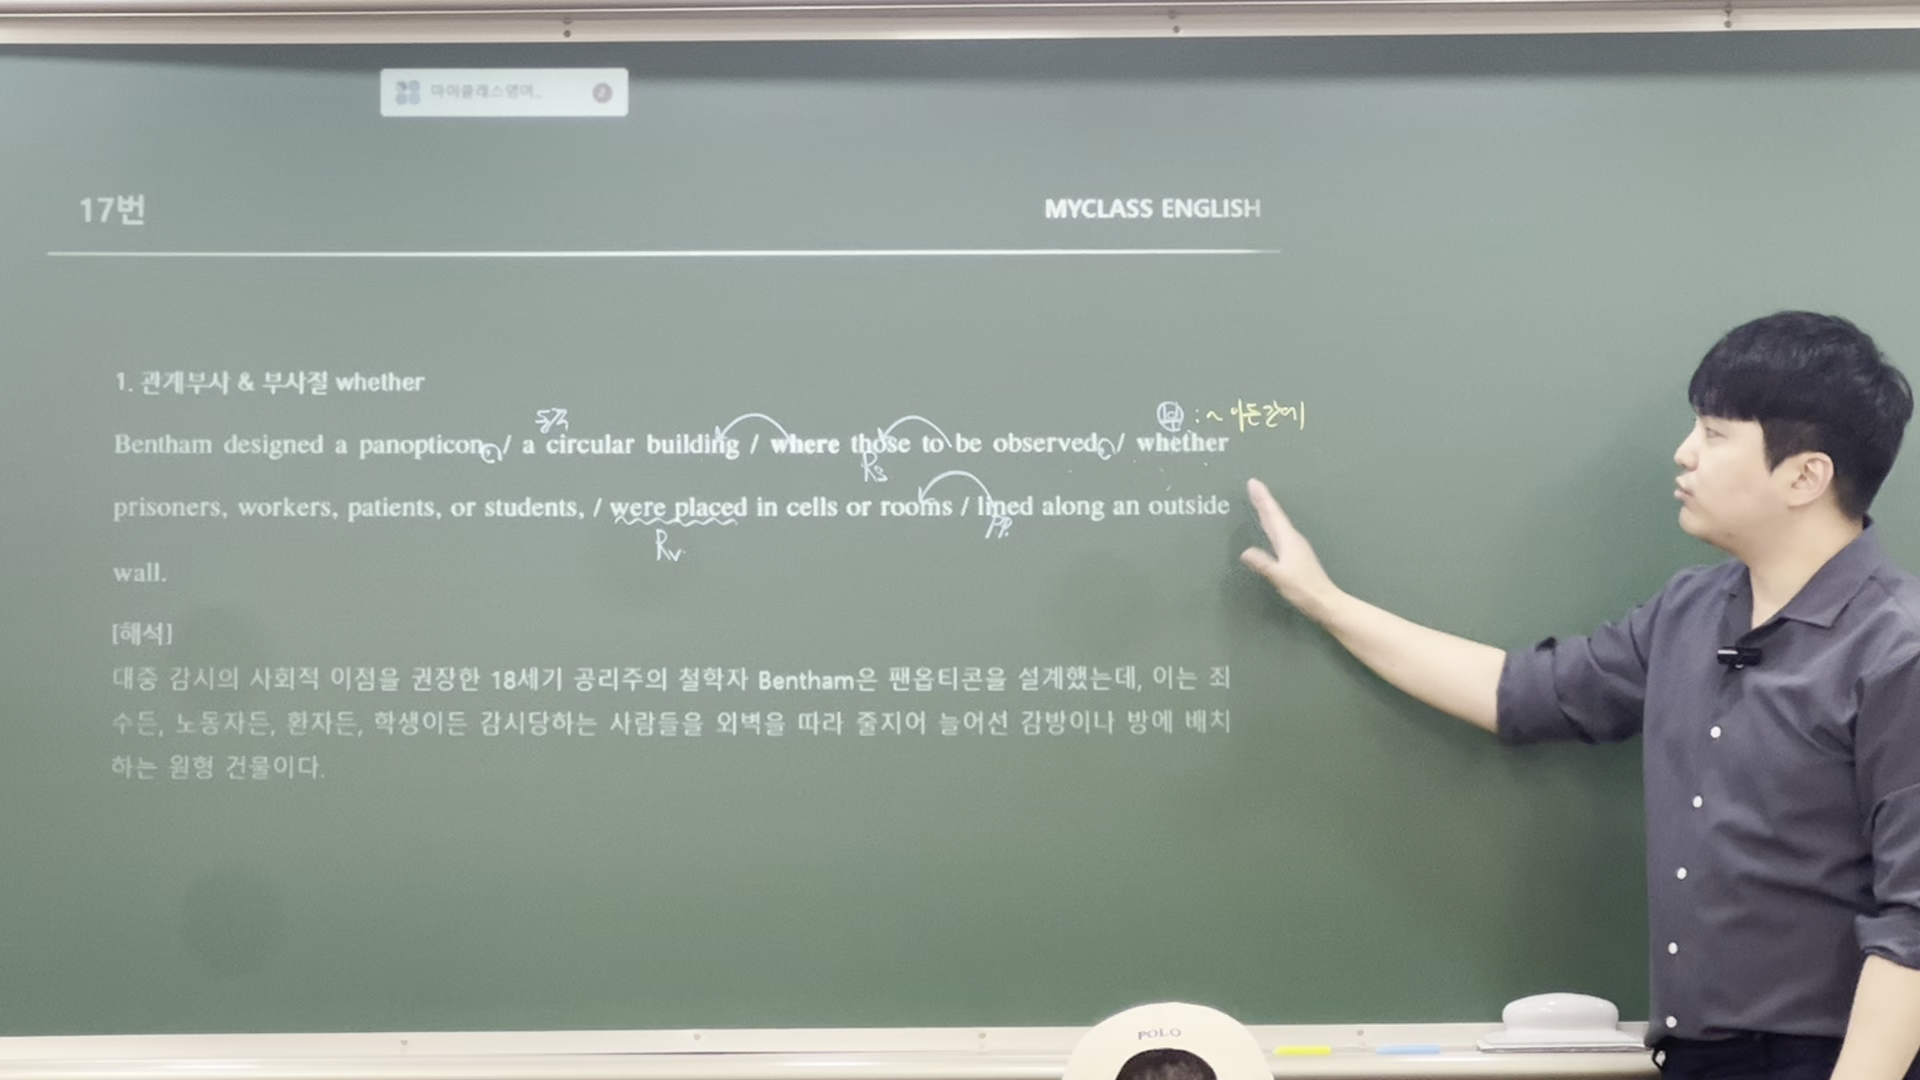 마이클래스영어_
17번
MYCLASS ENGLISH
1. 관계부사 & 부사절 whether
동격
부 : ~이든간에
Bentham designed a panopticon, / a circular building / where those to be observed, / whether
Rs
prisoners, workers, patients, or students, / were placed in cells or rooms / lined along an outside
Rv
PP.
wall.
[해석]
대중 감시의 사회적 이점을 권장한 18세기 공리주의 철학자 Bentham은 팬옵티콘을 설계했는데, 이는 죄
수든, 노동자든, 환자든, 학생이든 감시당하는 사람들을 외벽을 따라 줄지어 늘어선 감방이나 방에 배치
하는 원형 건물이다.
POLO